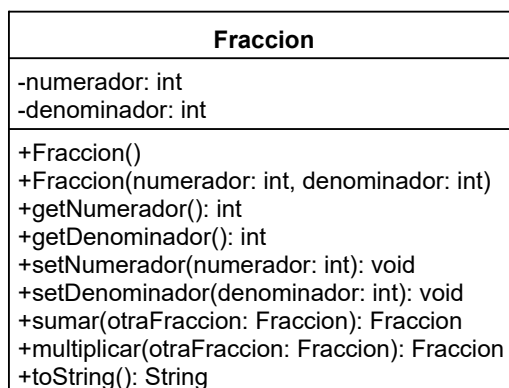 Fraccion
-numerador: int
-denominador: int
+Fraccion()
+Fraccion(numerador: int, denominador: int)
+getNumerador(): int
+getDenominador(): int
+setNumerador(numerador: int): void
+setDenominador(denominador: int): void
+sumar(otraFraccion: Fraccion): Fraccion
+multiplicar(otraFraccion: Fraccion): Fraccion
+toString(): String